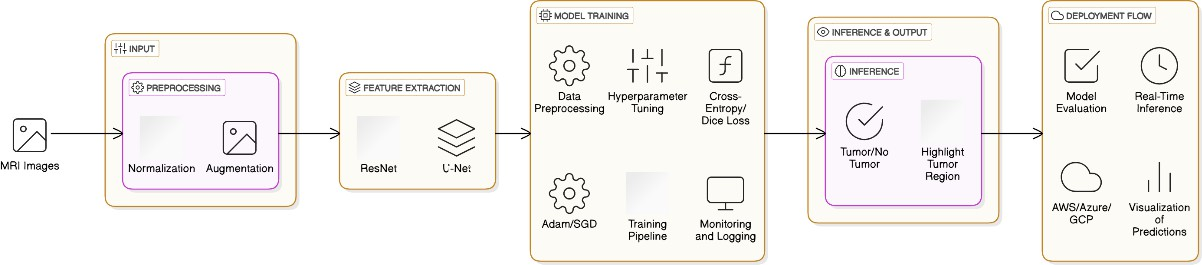 MRI Images
INPUT
PREPROCESSING
Normalization
Augmentation
FEATURE EXTRACTION
ResNet
U-Net
MODEL TRAINING
Data
Preprocessing
Hyperparameter
Tuning
Cross-
Entropy/
Dice Loss
Adam/SGD
Training
Pipeline
Monitoring
and Logging
INFERENCE & OUTPUT
INFERENCE
Tumor/No
Tumor
Highlight
Tumor
Region
DEPLOYMENT FLOW
Model
Evaluation
Real-Time
Inference
AWS/Azure/
GCP
Visualization
of
Predictions